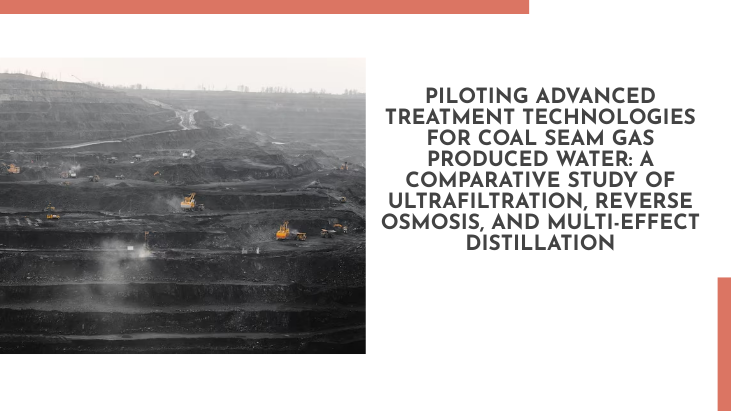 PILOTING ADVANCED
TREATMENT TECHNOLOGIES
FOR COAL SEAM GAS
PRODUCED WATER: A
COMPARATIVE STUDY OF
ULTRAFILTRATION, REVERSE
OSMOSIS, AND MULTI-EFFECT
DISTILLATION